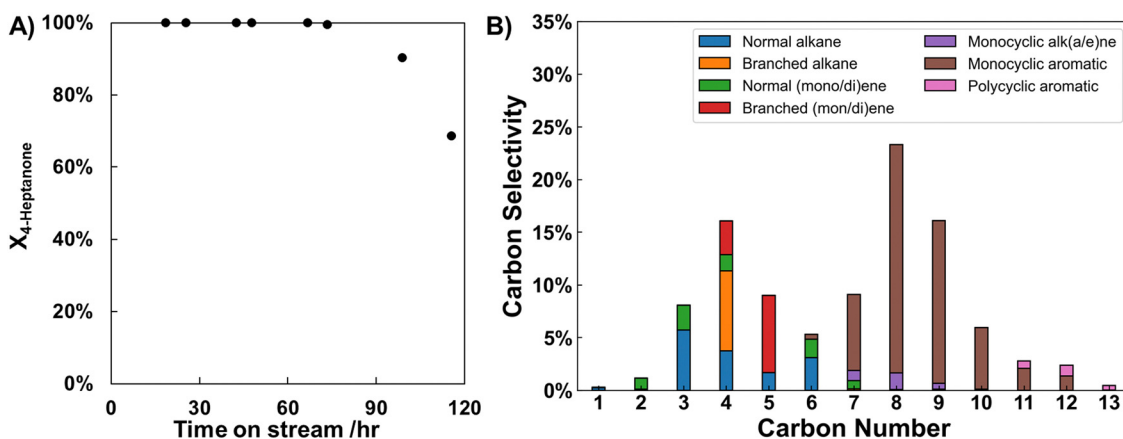 A)
100%
80%
60%
40%
20%
0%
X4-Heptanone
0 30 60 90 120
Time on stream /hr
B)
35%
30%
25%
20%
15%
10%
5%
0%
Carbon Selectivity
Normal alkane
Branched alkane
Normal (mono/di)ene
Branched (mon/di)ene
Monocyclic alk(a/e)ne
Monocyclic aromatic
Polycyclic aromatic
1 2 3 4 5 6 7 8 9 10 11 12 13
Carbon Number